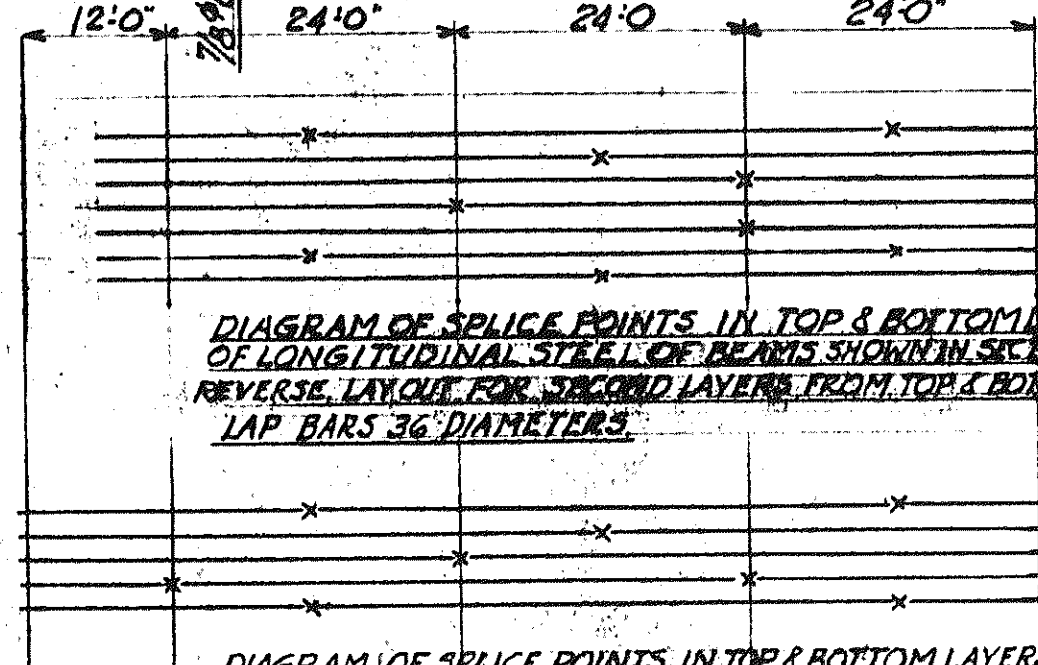 12'-0" 24'-0" 24'-0 24'-0"
7/8 φ
DIAGRAM OF SPLICE POINTS IN TOP & BOTTOM
OF LONGITUDINAL STEEL OF BEAMS SHOWN IN
REVERSE LAYOUT FOR SECOND LAYERS FROM TOP &
LAP BARS 36 DIAMETERS.
DIAGRAM OF SPLICE POINTS IN TOP & BOTTOM LAYER